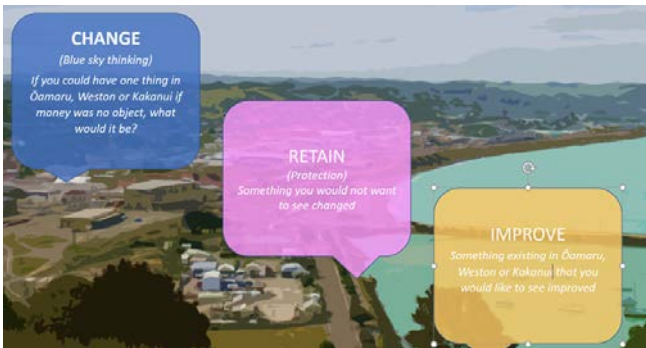 CHANGE
(Blue sky thinking)
If you could have one thing in
Ōamaru, Weston or Kakanui if
money was no object, what
would it be?
RETAIN
(Protection)
Something you would not want
to see changed
IMPROVE
Something existing in Ōamaru,
Weston or Kakanui that you
would like to see improved